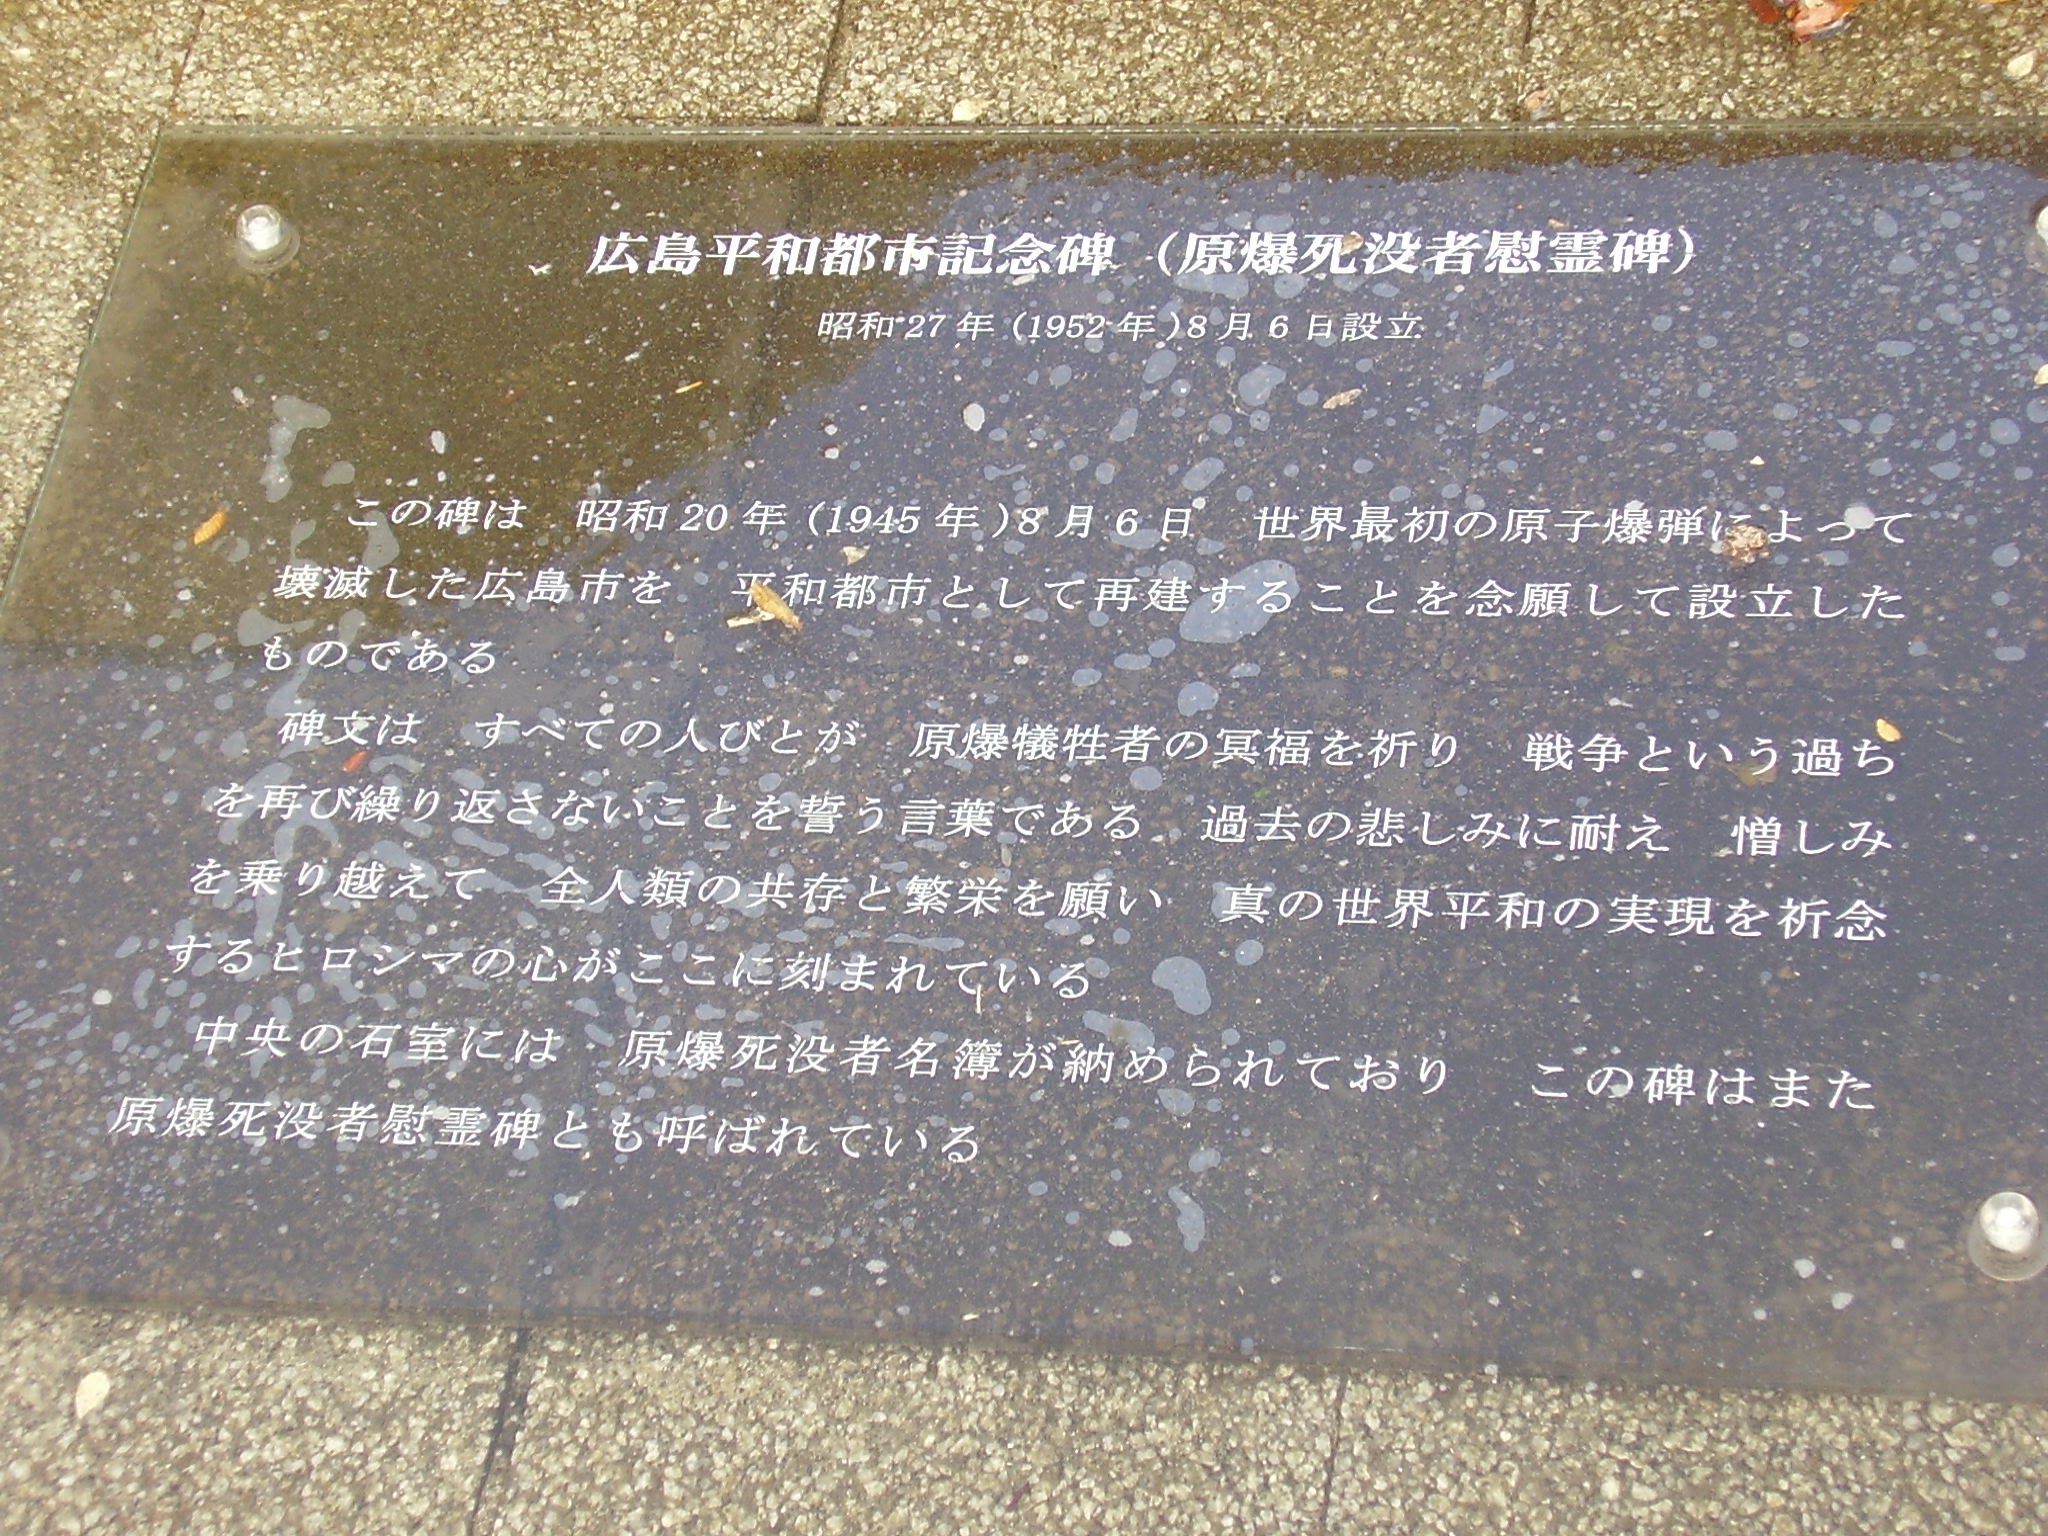 広島平和都市記念碑（原爆死没者慰霊碑）
昭和27年(1952年)8月6日設立
この碑は　昭和20年(1945年)8月6日　世界最初の原子爆弾によって
壊滅した広島市を　平和都市として再建することを念願して設立した
ものである
碑文は　すべての人びとが　原爆犠牲者の冥福を祈り　戦争という過ち
を再び繰り返さないことを誓う言葉である　過去の悲しみに耐え　憎しみ
を乗り越えて　全人類の共存と繁栄を願い　真の世界平和の実現を祈念
するヒロシマの心がここに刻まれている
中央の石室には　原爆死没者名簿が納められており　この碑はまた
原爆死没者慰霊碑とも呼ばれている